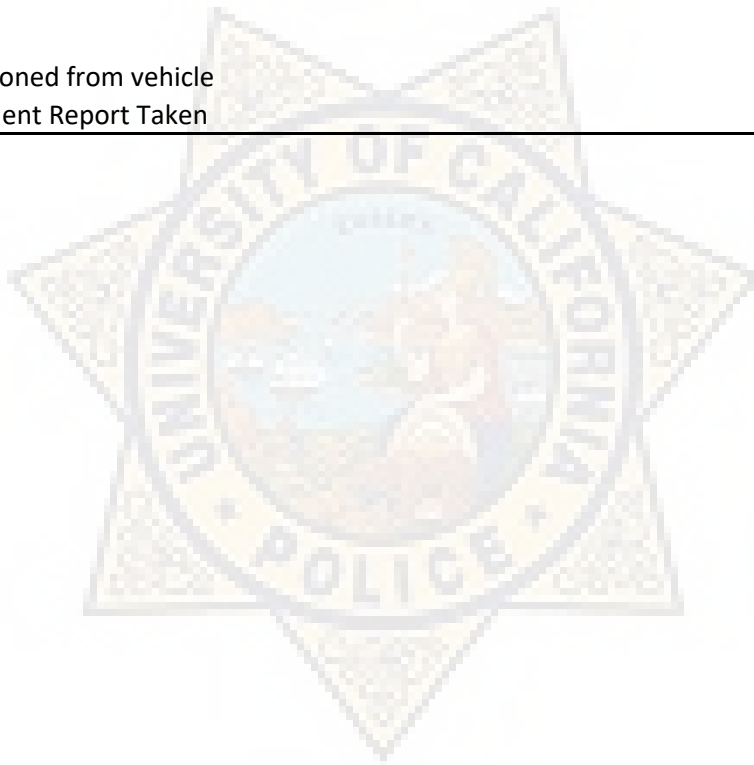 oned from vehicle
ent Report Taken
UNIVERSITY OF CALIFORNIA
POLICE